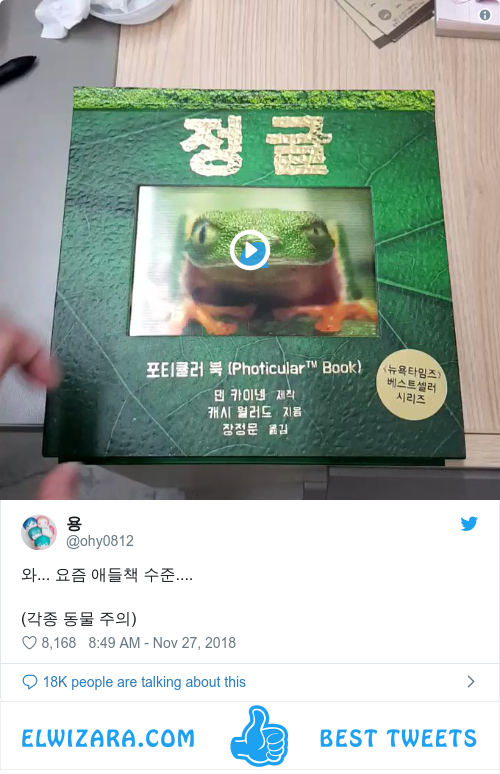 정글
포티큘러 북 (Photicular™ Book)
댄 카이넨 제작
캐시 월러드 지음
장정문 옮김
〈뉴욕타임즈〉
베스트셀러
시리즈
용
@ohy0812
와... 요즘 애들책 수준....
(각종 동물 주의)
8,168 8:49 AM - Nov 27, 2018
18K people are talking about this
ELWIZARA.COM
BEST TWEETS